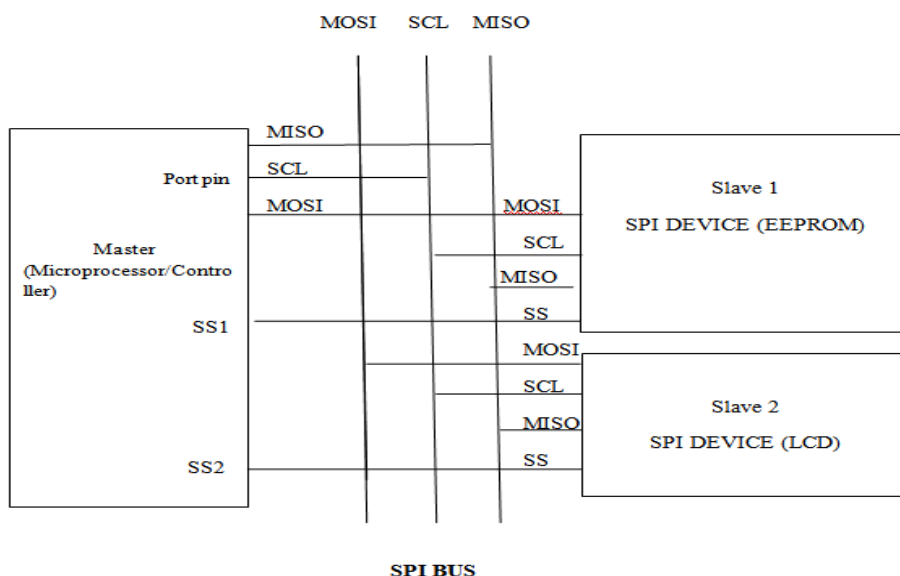 MOSI SCL MISO
MISO
SCL
Port pin
MOSI
MOSI
Slave 1
SPI DEVICE (EEPROM)
SCL
Master
(Microprocessor/Contro
ller)
MISO
SS1
SS
MOSI
SCL
Slave 2
MISO
SPI DEVICE (LCD)
SS2
SS
SPI BUS